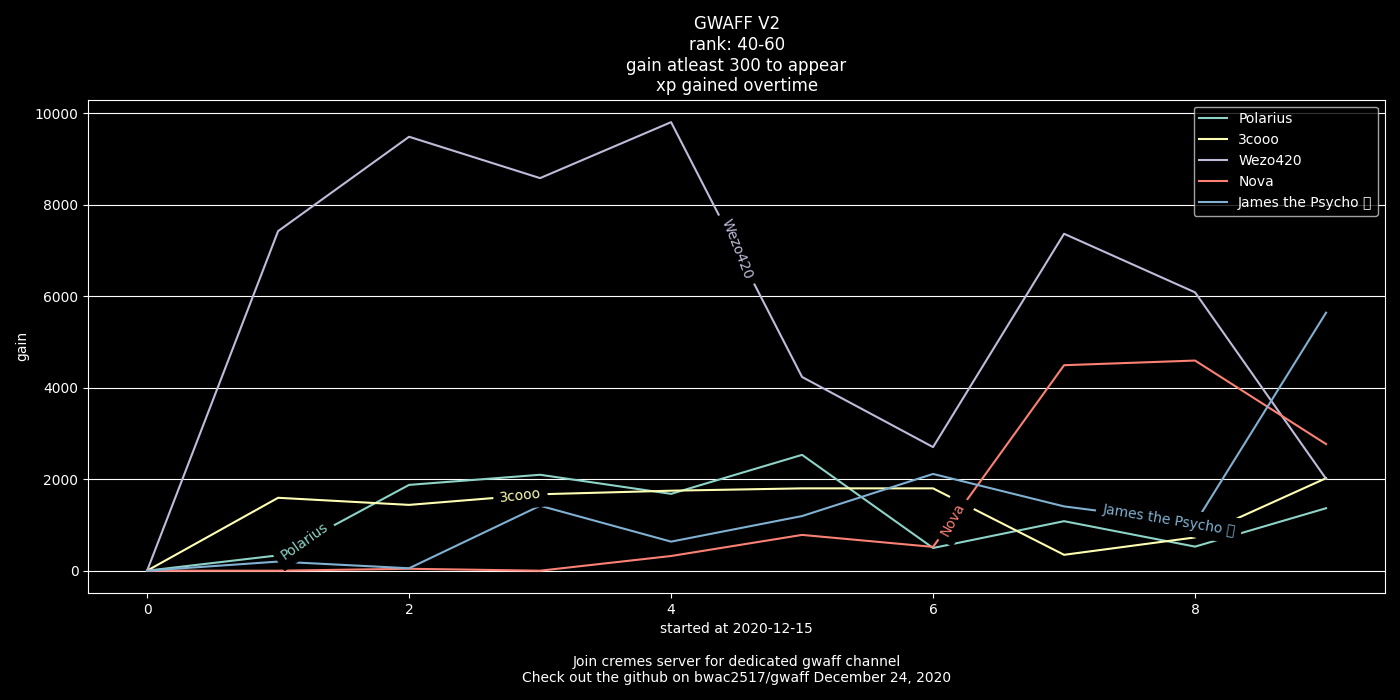 GWAFF V2
rank: 40-60
gain atleast 300 to appear
xp gained overtime
10000
8000
6000
4000
2000
0
gain
Polarius
3cooo
Wezo420
Nova
James the Psycho
Wezo420
3cooo
Polarius
Nova
James the Psycho
0
2
4
6
8
started at 2020-12-15
Join cremes server for dedicated gwaff channel
Check out the github on bwac2517/gwaff December 24, 2020